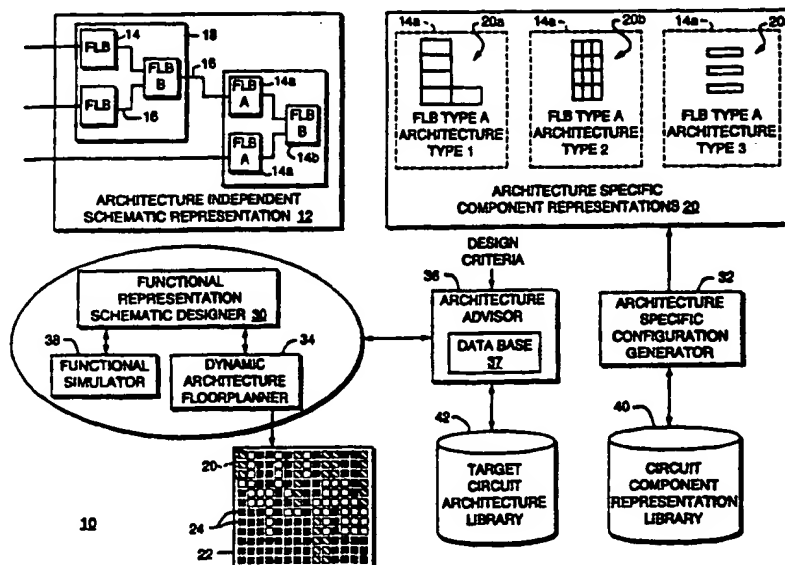 14
18
FLB
FLB
B
16
FLB
16
14a
FLB
A
FLB
B
FLB
A
14b
14a
ARCHITECTURE INDEPENDENT
SCHEMATIC REPRESENTATION 12
14a
20a
FLB TYPE A
ARCHITECTURE
TYPE 1
14a
20b
FLB TYPE A
ARCHITECTURE
TYPE 2
14a
FLB TYPE A
ARCHITECTURE
TYPE 3
ARCHITECTURE SPECIFIC
COMPONENT REPRESENTATIONS 20
FUNCTIONAL
REPRESENTATION
SCHEMATIC DESIGNER 30
38
FUNCTIONAL
SIMULATOR
34
DYNAMIC
ARCHITECTURE
FLOORPLANNER
DESIGN
CRITERIA
36
ARCHITECTURE
ADVISOR
DATA BASE
37
32
ARCHITECTURE
SPECIFIC
CONFIGURATION
GENERATOR
42
TARGET
CIRCUIT
ARCHITECTURE
LIBRARY
40
CIRCUIT
COMPONENT
REPRESENTATION
LIBRARY
20
24
22
10